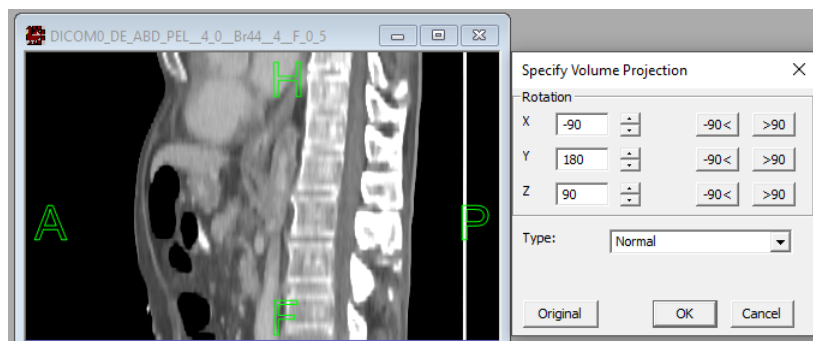 DICOM0_DE_ABD_PEL__4_0__Br44__4__F_0_5
H
A
P
F
Specify Volume Projection
Rotation
X -90 -90< >90
Y 180 -90< >90
Z 90 -90< >90
Type: Normal
Original OK Cancel